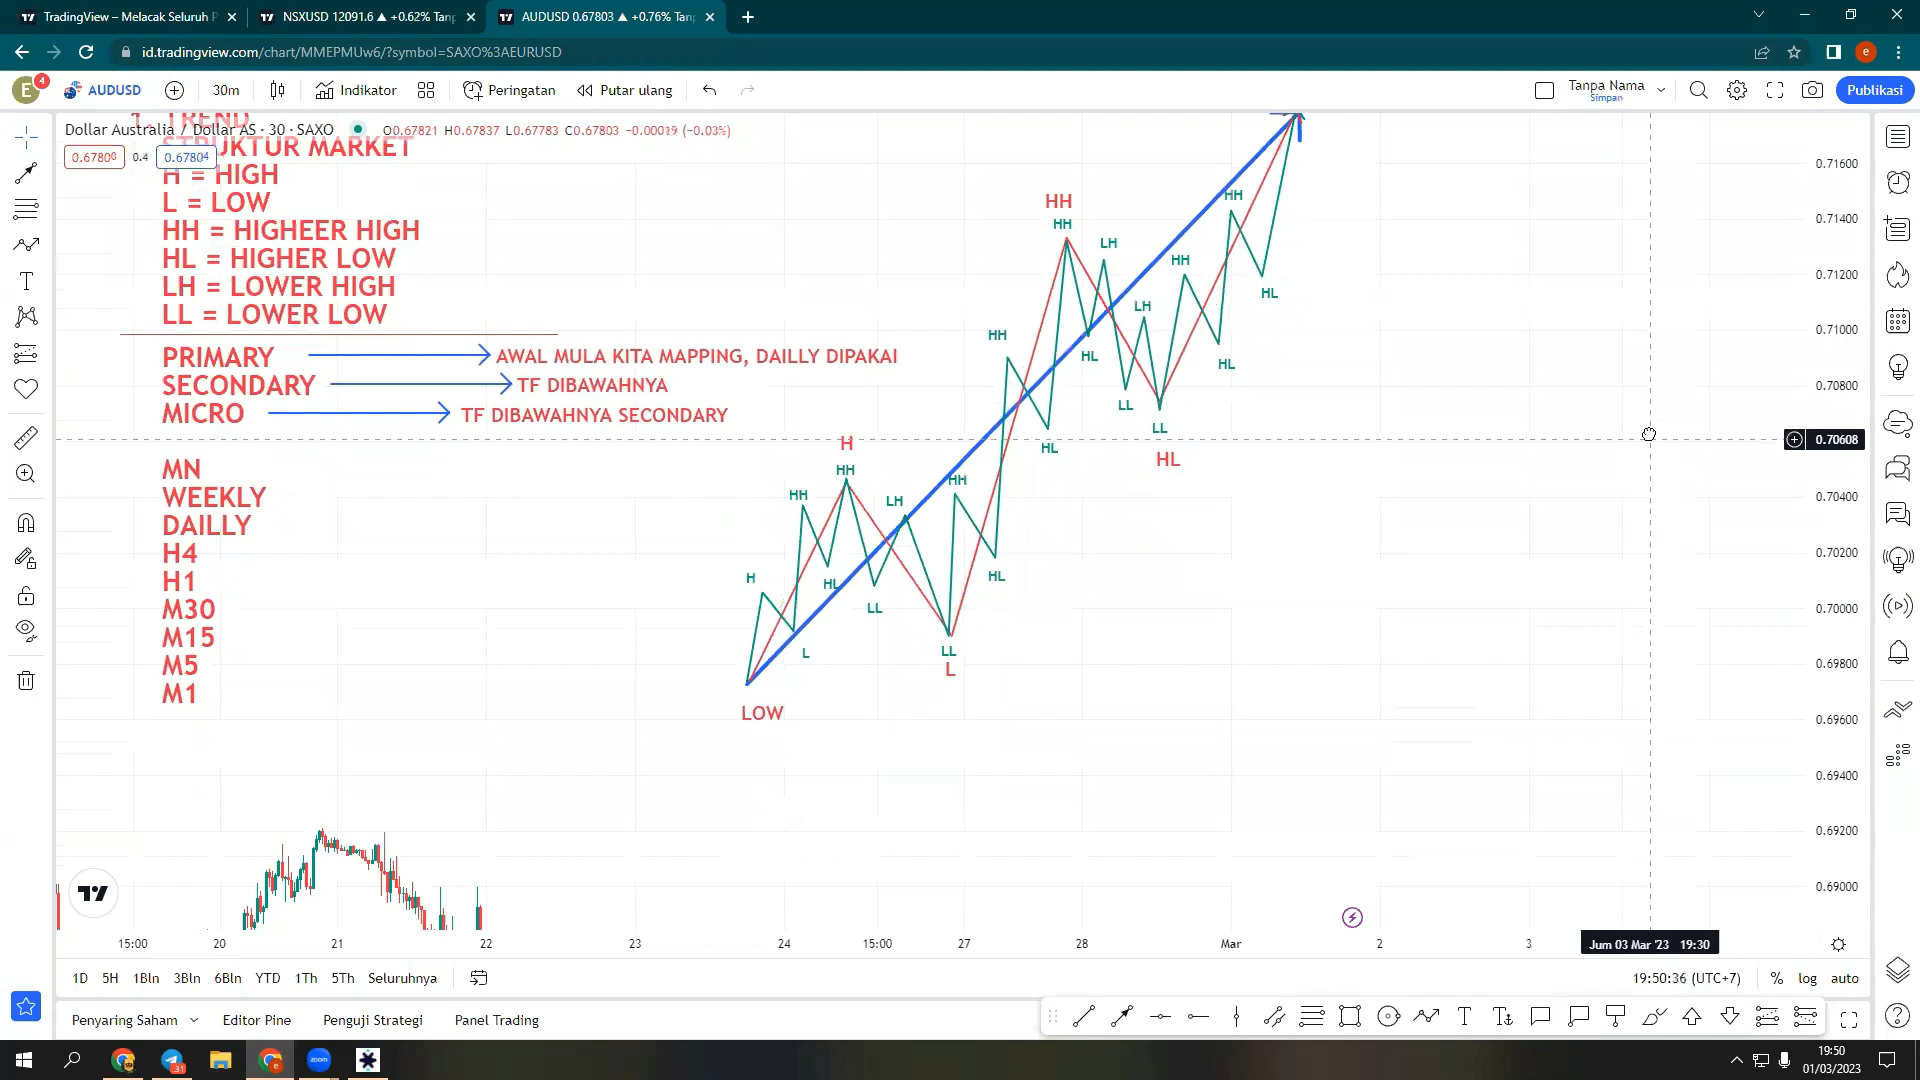 TradingView – Melacak Seluruh P
NSXUSD 12091.6 ▲ +0.62% Tanp
AUDUSD 0.67803 ▲ +0.76% Tan
id.tradingview.com/chart/MMEPMUw6/?symbol=SAXO%3AEURUSD
e
E
4
AUDUSD
30m
Indikator
Peringatan
Putar ulang
Tanpa Nama
Simpan
Publikasi
1. TREND
Dollar Australia / Dollar AS · 30 · SAXO
O0.67821 H0.67837 L0.67783 C0.67803 −0.00019 (−0.03%)
0.67800
0.4
0.67804
STRUKTUR MARKET
H = HIGH
L = LOW
HH = HIGHEER HIGH
HL = HIGHER LOW
LH = LOWER HIGH
LL = LOWER LOW
PRIMARY
AWAL MULA KITA MAPPING, DAILLY DIPAKAI
SECONDARY
TF DIBAWAHNYA
MICRO
TF DIBAWAHNYA SECONDARY
MN
WEEKLY
DAILLY
H4
H1
M30
M15
M5
M1
HH
HH
HH
LH
HH
HL
LH
HH
HL
HL
LL
LL
HL
HL
H
HH
HH
LH
HH
H
HL
HL
LL
L
LL
L
LOW
0.71600
0.71400
0.71200
0.71000
0.70800
0.70608
0.70400
0.70200
0.70000
0.69800
0.69600
0.69400
0.69200
0.69000
15:00
20
21
22
23
24
15:00
27
28
Mar
2
3
Jum 03 Mar '23 19:30
1D
5H
1Bln
3Bln
6Bln
YTD
1Th
5Th
Seluruhnya
19:50:36 (UTC+7)
%
log
auto
Penyaring Saham
Editor Pine
Penguji Strategi
Panel Trading
19:50
01/03/2023